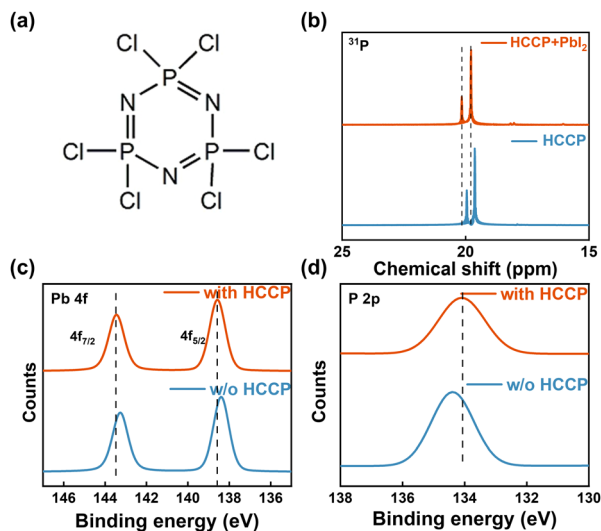 (a)
Cl Cl
P
N N
Cl P P Cl
N
Cl Cl
(b)
³¹P
HCCP+PbI₂
HCCP
25 20 15
Chemical shift (ppm)
(c)
Pb 4f
with HCCP
4f₇/₂ 4f₅/₂
w/o HCCP
Counts
146 144 142 140 138 136
Binding energy (eV)
(d)
P 2p
with HCCP
w/o HCCP
Counts
138 136 134 132 130
Binding energy (eV)